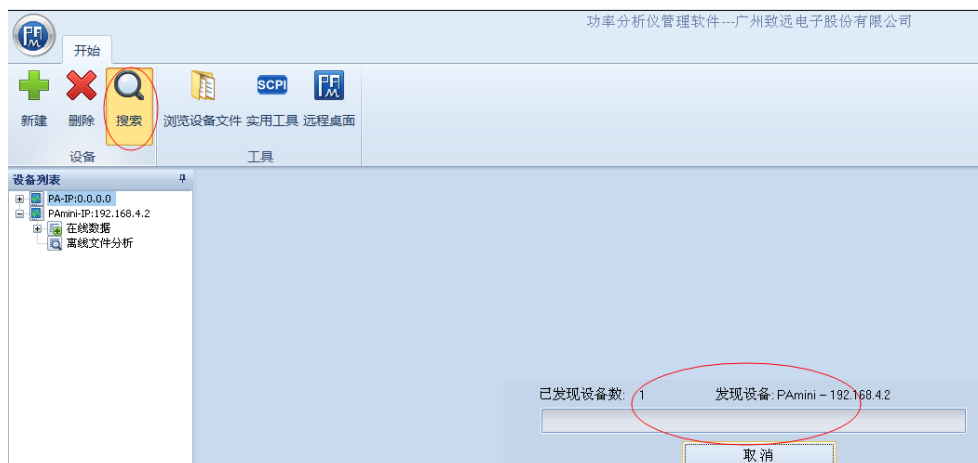 功率分析仪管理软件---广州致远电子股份有限公司
PFM
开始
新建 删除 搜索 浏览设备文件 SCPI 实用工具 PFM 远程桌面
设备 工具
设备列表
PA-IP:0.0.0.0
PAmini-IP:192.168.4.2
在线数据
离线文件分析
已发现设备数: 1 发现设备: PAmini - 192.168.4.2
取消